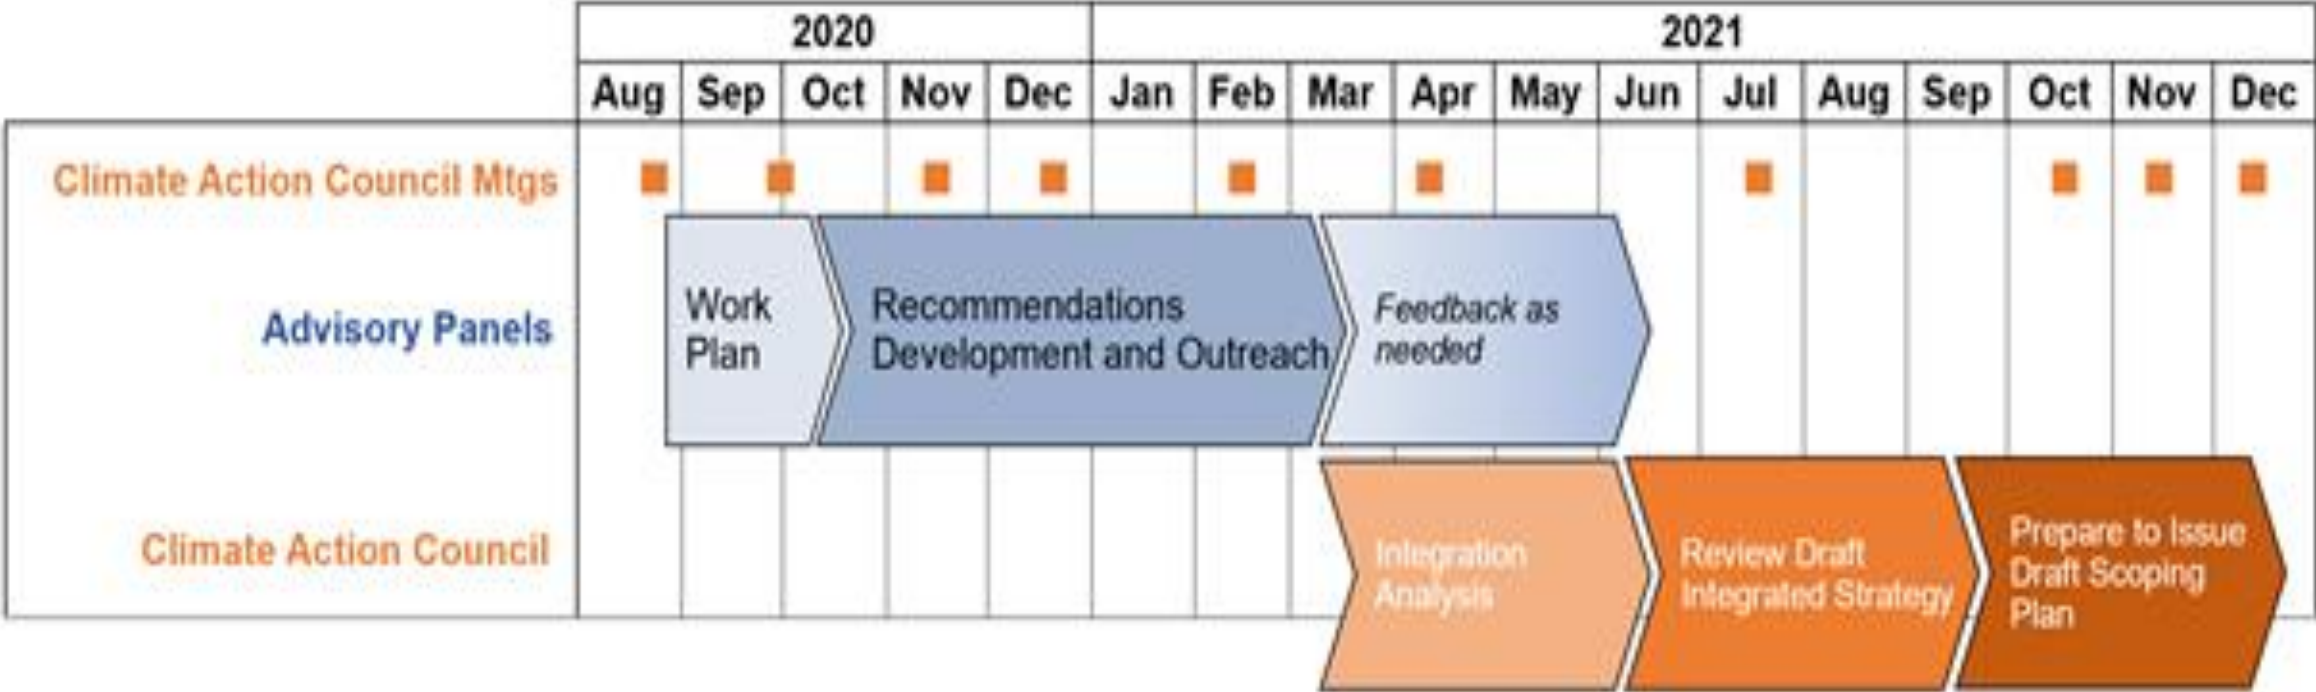 2020 2021
Aug Sep Oct Nov Dec Jan Feb Mar Apr May Jun Jul Aug Sep Oct Nov Dec
Climate Action Council Mtgs
Advisory Panels
Work
Plan
Recommendations
Development and Outreach
Feedback as
needed
Climate Action Council
Integration
Analysis
Review Draft
Integrated Strategy
Prepare to Issue
Draft Scoping
Plan